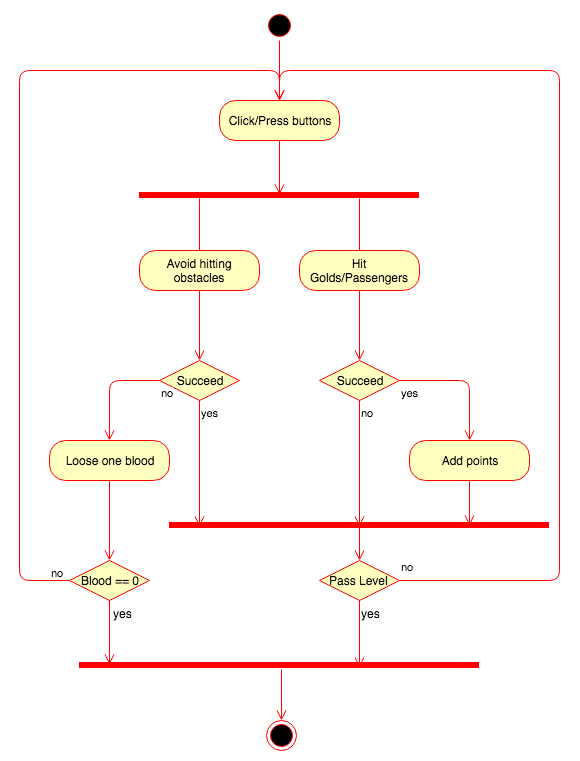 Click/Press buttons
Avoid hitting
obstacles
Hit
Golds/Passengers
Succeed
no
yes
Succeed
yes
no
Loose one blood
Add points
Blood == 0
no
yes
Pass Level
no
yes